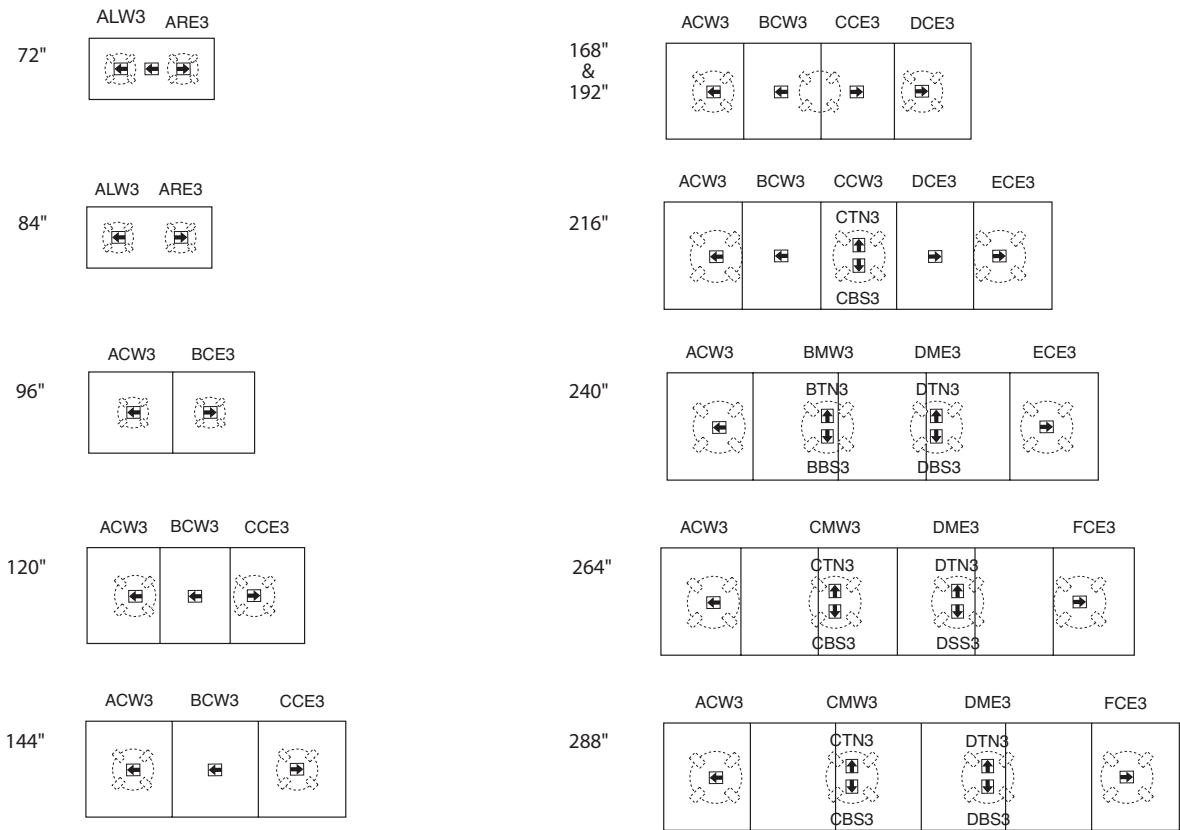 ALW3 ARE3
72"
ALW3 ARE3
84"
ACW3 BCE3
96"
ACW3 BCW3 CCE3
120"
ACW3 BCW3 CCE3
144"
ACW3 BCW3 CCE3 DCE3
168"
&
192"
ACW3 BCW3 CCW3 DCE3 ECE3
216"
CTN3
CBS3
ACW3 BMW3 DME3 ECE3
240"
BTN3 DTN3
BBS3 DBS3
ACW3 CMW3 DME3 FCE3
264"
CTN3 DTN3
CBS3 DSS3
ACW3 CMW3 DME3 FCE3
288"
CTN3 DTN3
CBS3 DBS3